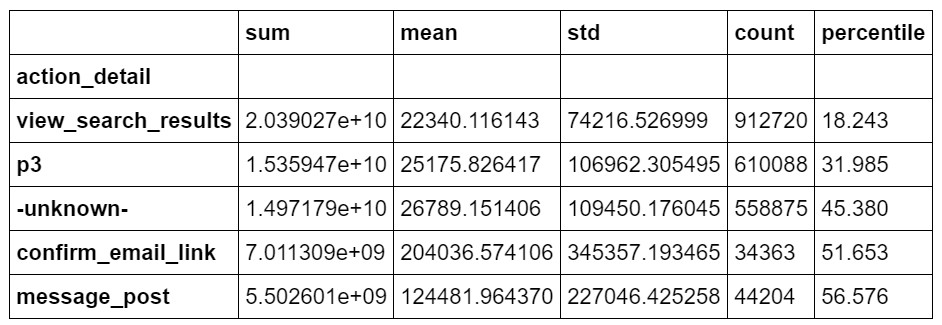 sum mean std count percentile
action_detail
view_search_results 2.039027e+10 22340.116143 74216.526999 912720 18.243
p3 1.535947e+10 25175.826417 106962.305495 610088 31.985
-unknown- 1.497179e+10 26789.151406 109450.176045 558875 45.380
confirm_email_link 7.011309e+09 204036.574106 345357.193465 34363 51.653
message_post 5.502601e+09 124481.964370 227046.425258 44204 56.576